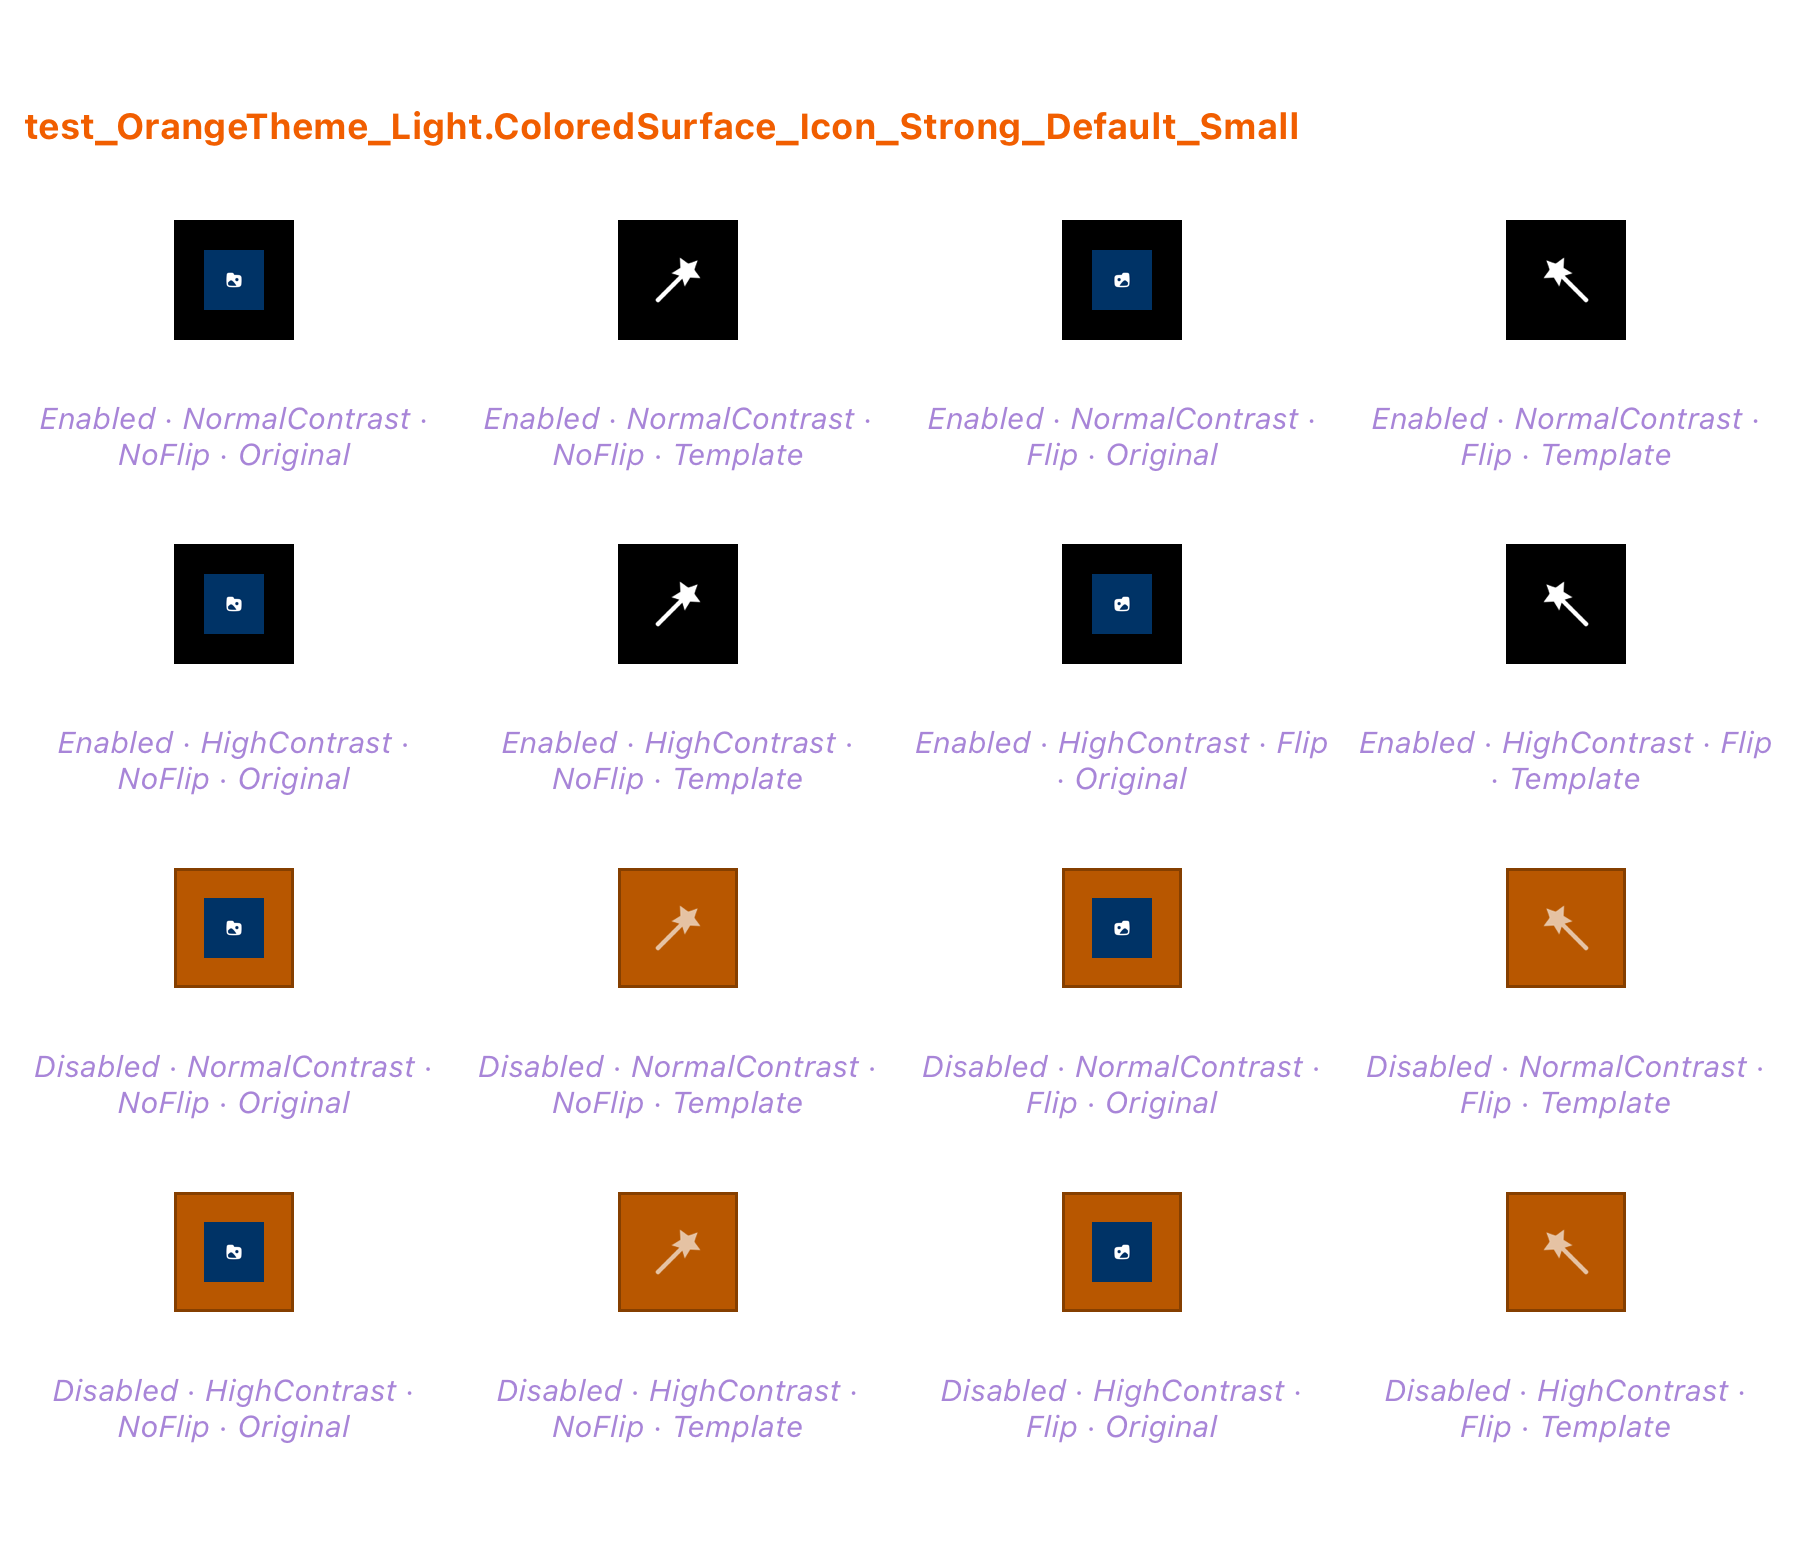 test_OrangeTheme_Light.ColoredSurface_Icon_Strong_Default_Small
Enabled · NormalContrast ·
NoFlip · Original
Enabled · NormalContrast ·
NoFlip · Template
Enabled · NormalContrast ·
Flip · Original
Enabled · NormalContrast ·
Flip · Template
Enabled · HighContrast ·
NoFlip · Original
Enabled · HighContrast ·
NoFlip · Template
Enabled · HighContrast · Flip
· Original
Enabled · HighContrast · Flip
· Template
Disabled · NormalContrast ·
NoFlip · Original
Disabled · NormalContrast ·
NoFlip · Template
Disabled · NormalContrast ·
Flip · Original
Disabled · NormalContrast ·
Flip · Template
Disabled · HighContrast ·
NoFlip · Original
Disabled · HighContrast ·
NoFlip · Template
Disabled · HighContrast ·
Flip · Original
Disabled · HighContrast ·
Flip · Template